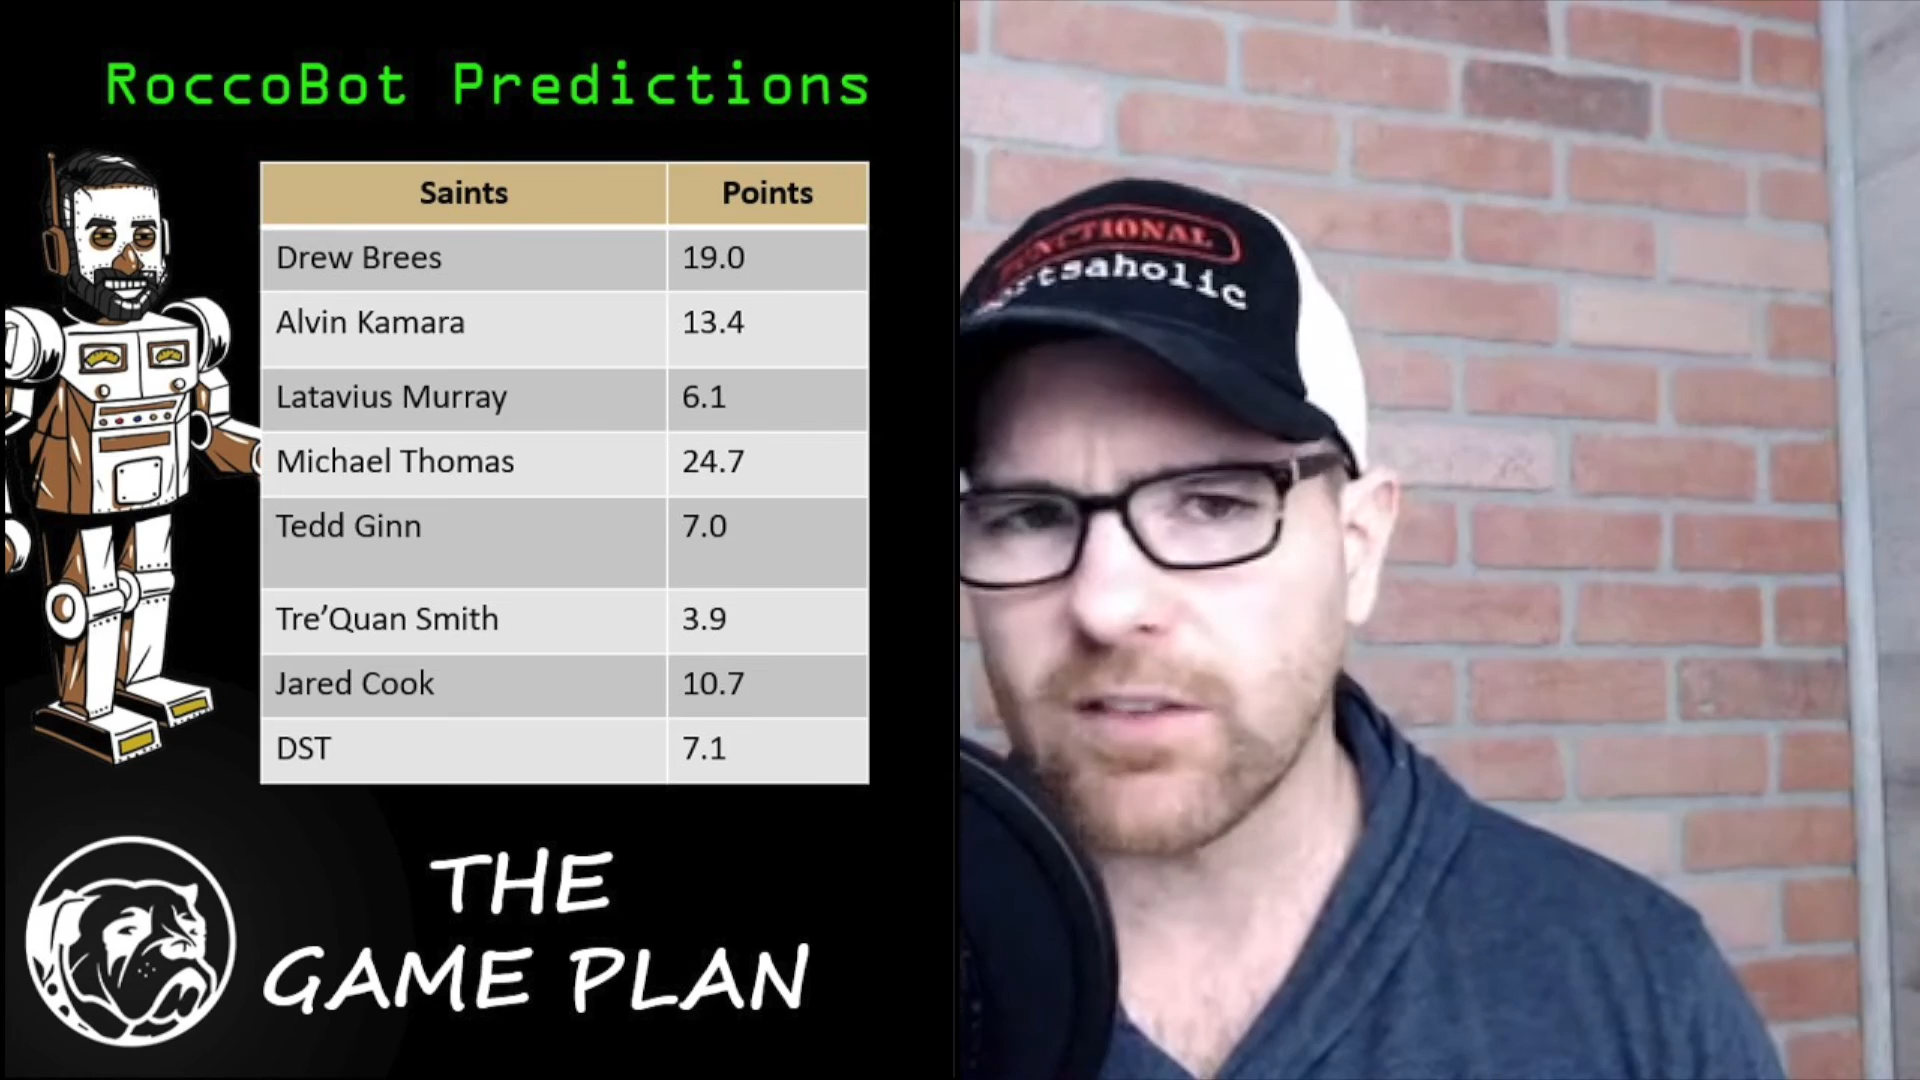 RoccoBot Predictions
Saints Points
Drew Brees 19.0
Alvin Kamara 13.4
Latavius Murray 6.1
Michael Thomas 24.7
Tedd Ginn 7.0
Tre’Quan Smith 3.9
Jared Cook 10.7
DST 7.1
THE
GAME PLAN